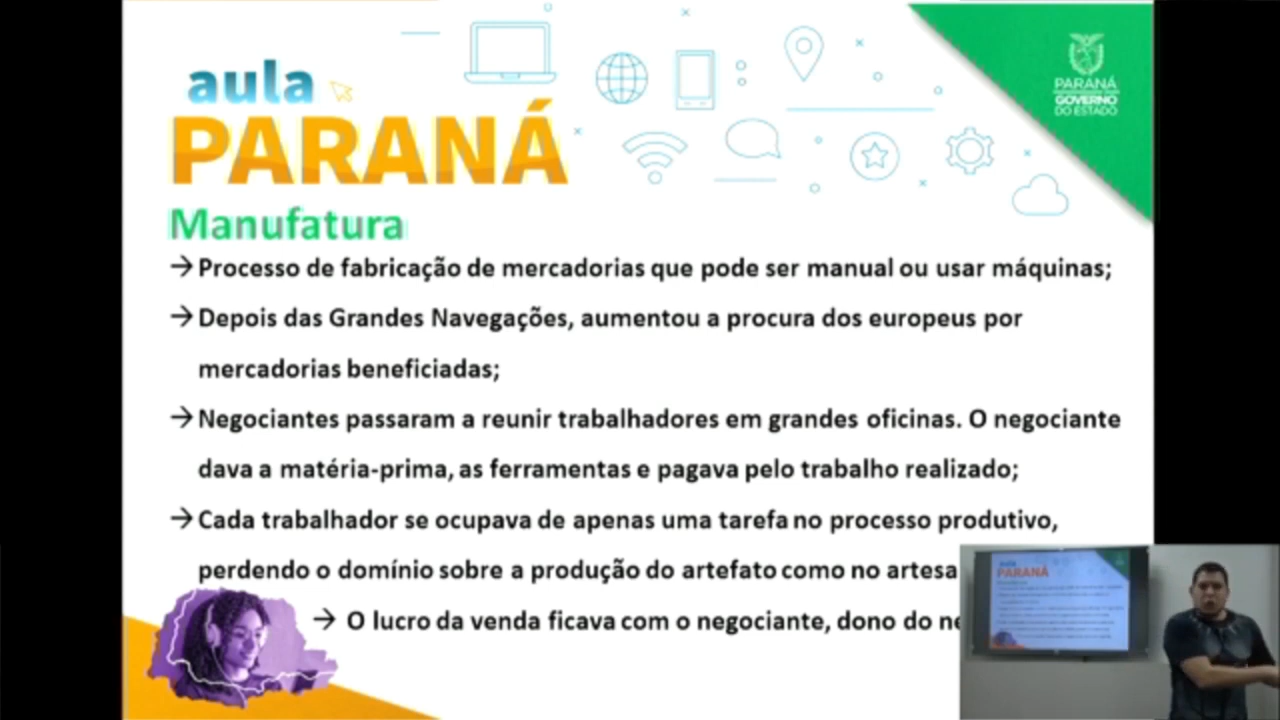 aula
PARANÁ
PARANÁ
GOVERNO
DO ESTADO
Manufatura
→ Processo de fabricação de mercadorias que pode ser manual ou usar máquinas;
→ Depois das Grandes Navegações, aumentou a procura dos europeus por
mercadorias beneficiadas;
→ Negociantes passaram a reunir trabalhadores em grandes oficinas. O negociante
dava a matéria-prima, as ferramentas e pagava pelo trabalho realizado;
→ Cada trabalhador se ocupava de apenas uma tarefa no processo produtivo,
perdendo o domínio sobre a produção do artefato como no artesa
→ O lucro da venda ficava com o negociante, dono do ne
aula
PARANÁ